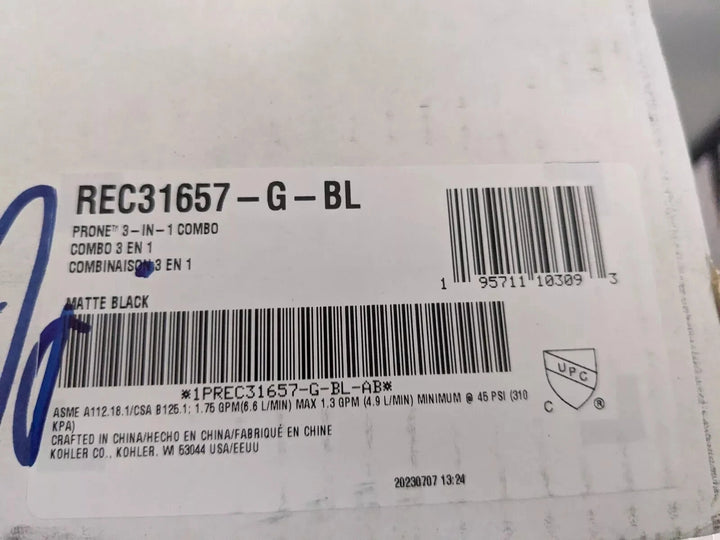 REC31657-G-BL
PRONE™ 3-IN-1 COMBO
COMBO 3 EN 1
COMBINAISON 3 EN 1
1 95711 10309 3
MATTE BLACK
*1PREC31657-G-BL-AB*
UPC
C ®
ASME A112.18.1/CSA B125.1: 1.75 GPM(6.6 L/MIN) MAX 1.3 GPM (4.9 L/MIN) MINIMUM @ 45 PSI (310
KPA)
CRAFTED IN CHINA/HECHO EN CHINA/FABRIQUÉ EN CHINE
KOHLER CO., KOHLER, WI 53044 USA/EEUU
20230707 13:24